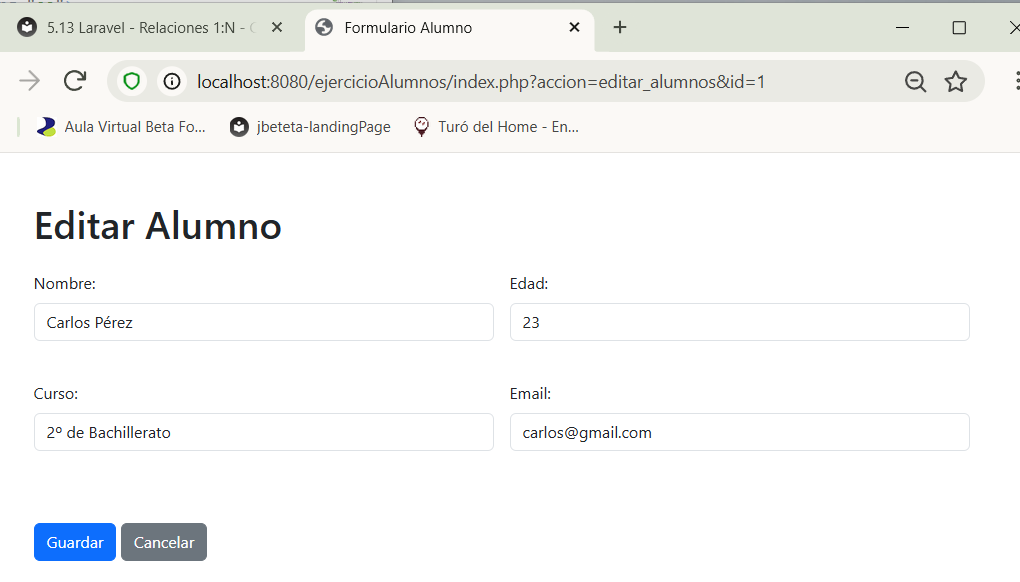 5.13 Laravel - Relaciones 1:N -
Formulario Alumno
localhost:8080/ejercicioAlumnos/index.php?accion=editar_alumnos&id=1
Aula Virtual Beta Fo...
jbeteta-landingPage
Turó del Home - En...
Editar Alumno
Nombre:
Edad:
Carlos Pérez
23
Curso:
Email:
2º de Bachillerato
carlos@gmail.com
Guardar
Cancelar